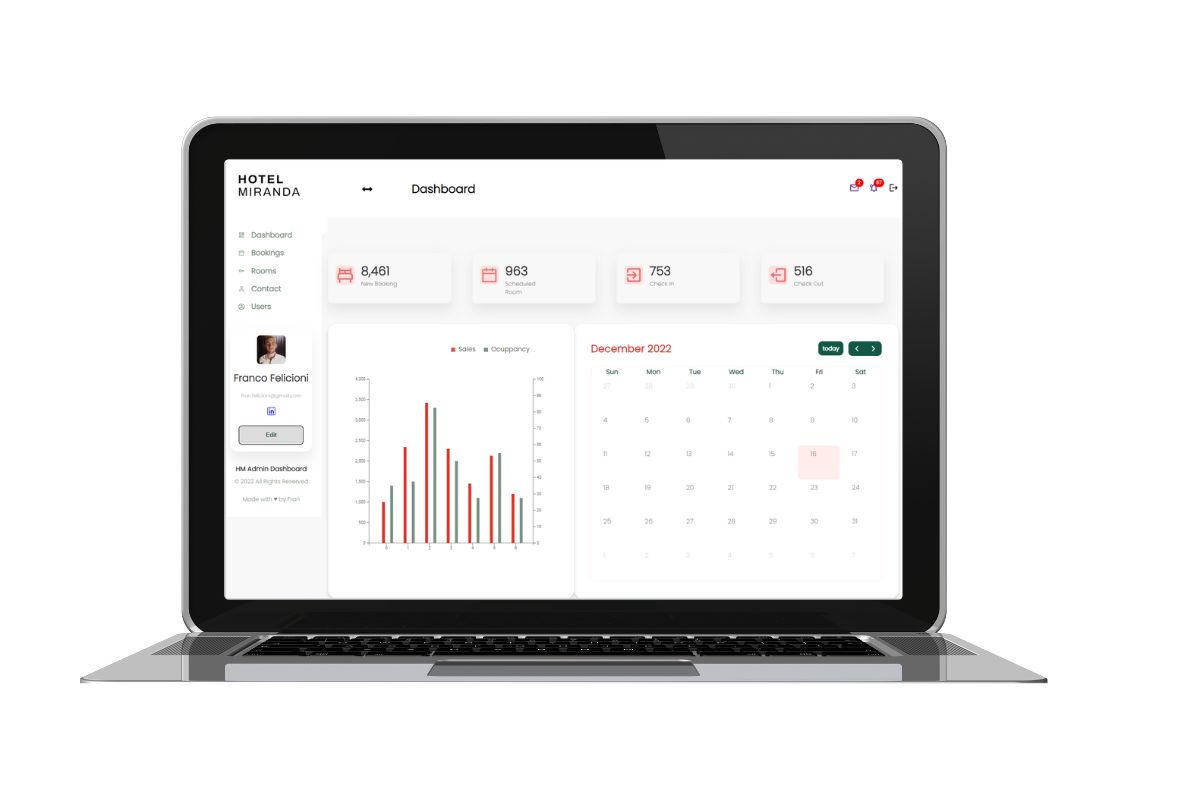 HOTEL
MIRANDA
Dashboard
87
Dashboard
Bookings
Rooms
Contact
Users
Franco Felicioni
fran.felicioni@gmail.com
Edit
HM Admin Dashboard
© 2022 All Rights Reserved
Made with ♥ by Fran
8,461
New Booking
963
Scheduled
Room
753
Check In
516
Check Out
Sales Ocuppancy
4,000
3,500
3,000
2,500
2,000
1,500
1,000
500
0
100
90
80
70
60
50
40
30
20
10
0
0 1 2 3 4 5 6
December 2022
today
Sun Mon Tue Wed Thu Fri Sat
27 28 29 30 1 2 3
4 5 6 7 8 9 10
11 12 13 14 15 16 17
18 19 20 21 22 23 24
25 26 27 28 29 30 31
1 2 3 4 5 6 7